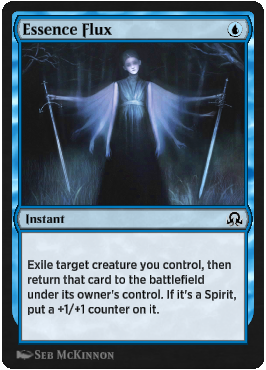 Essence Flux
Instant
Exile target creature you control, then
return that card to the battlefield
under its owner's control. If it's a Spirit,
put a +1/+1 counter on it.
Seb McKinnon